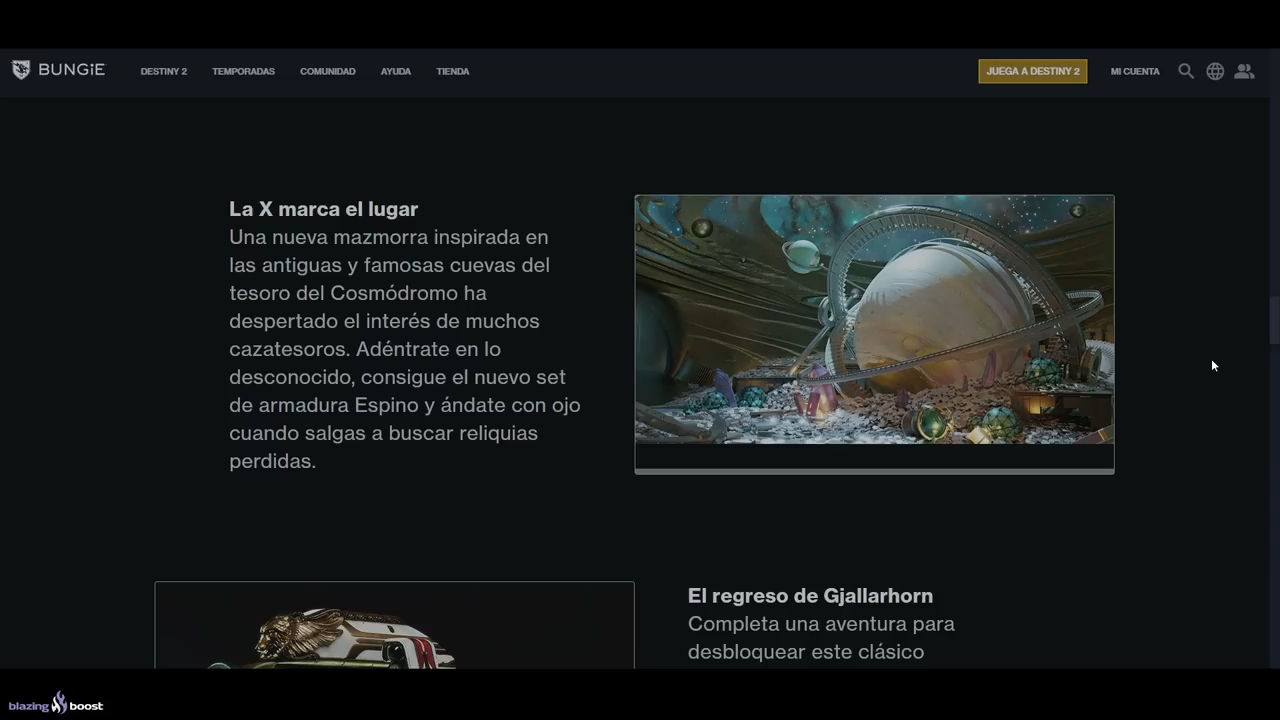 BUNGiE
DESTINY 2 TEMPORADAS COMUNIDAD AYUDA TIENDA JUEGA A DESTINY 2 MI CUENTA
La X marca el lugar
Una nueva mazmorra inspirada en
las antiguas y famosas cuevas del
tesoro del Cosmódromo ha
despertado el interés de muchos
cazatesoros. Adéntrate en lo
desconocido, consigue el nuevo set
de armadura Espino y ándate con ojo
cuando salgas a buscar reliquias
perdidas.
El regreso de Gjallarhorn
Completa una aventura para
desbloquear este clásico
blazing boost